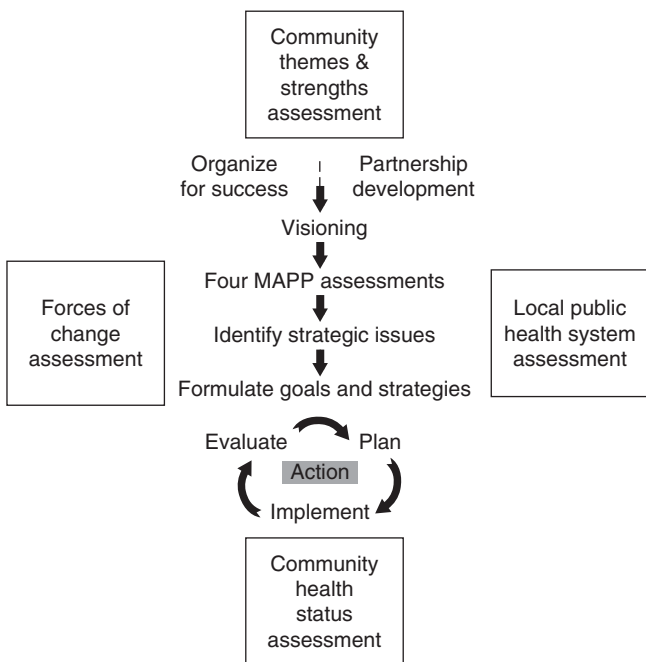 Community
themes &
strengths
assessment
Organize
for success
Partnership
development
Visioning
Four MAPP assessments
Forces of
change
assessment
Local public
health system
assessment
Identify strategic issues
Formulate goals and strategies
Evaluate
Plan
Action
Implement
Community
health
status
assessment